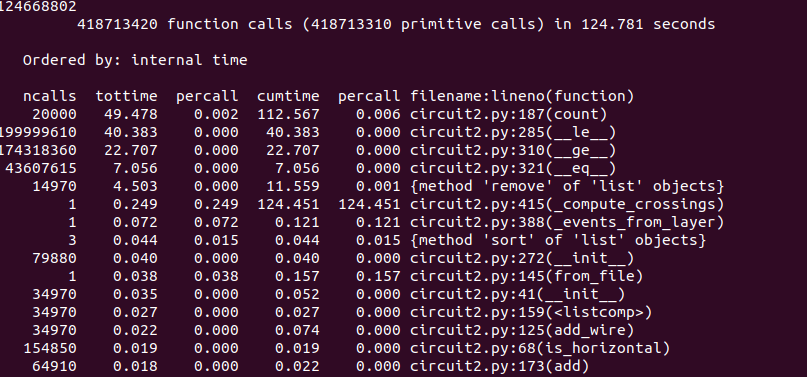 124668802
418713420 function calls (418713310 primitive calls) in 124.781 seconds
Ordered by: internal time
ncalls tottime percall cumtime percall filename:lineno(function)
20000 49.478 0.002 112.567 0.006 circuit2.py:187(count)
199999610 40.383 0.000 40.383 0.000 circuit2.py:285(__le__)
174318360 22.707 0.000 22.707 0.000 circuit2.py:310(__ge__)
43607615 7.056 0.000 7.056 0.000 circuit2.py:321(__eq__)
14970 4.503 0.000 11.559 0.001 {method 'remove' of 'list' objects}
1 0.249 0.249 124.451 124.451 circuit2.py:415(_compute_crossings)
1 0.072 0.072 0.121 0.121 circuit2.py:388(_events_from_layer)
3 0.044 0.015 0.044 0.015 {method 'sort' of 'list' objects}
79880 0.040 0.000 0.040 0.000 circuit2.py:272(__init__)
1 0.038 0.038 0.157 0.157 circuit2.py:145(from_file)
34970 0.035 0.000 0.052 0.000 circuit2.py:41(__init__)
34970 0.027 0.000 0.027 0.000 circuit2.py:159(<listcomp>)
34970 0.022 0.000 0.074 0.000 circuit2.py:125(add_wire)
154850 0.019 0.000 0.019 0.000 circuit2.py:68(is_horizontal)
64910 0.018 0.000 0.022 0.000 circuit2.py:173(add)